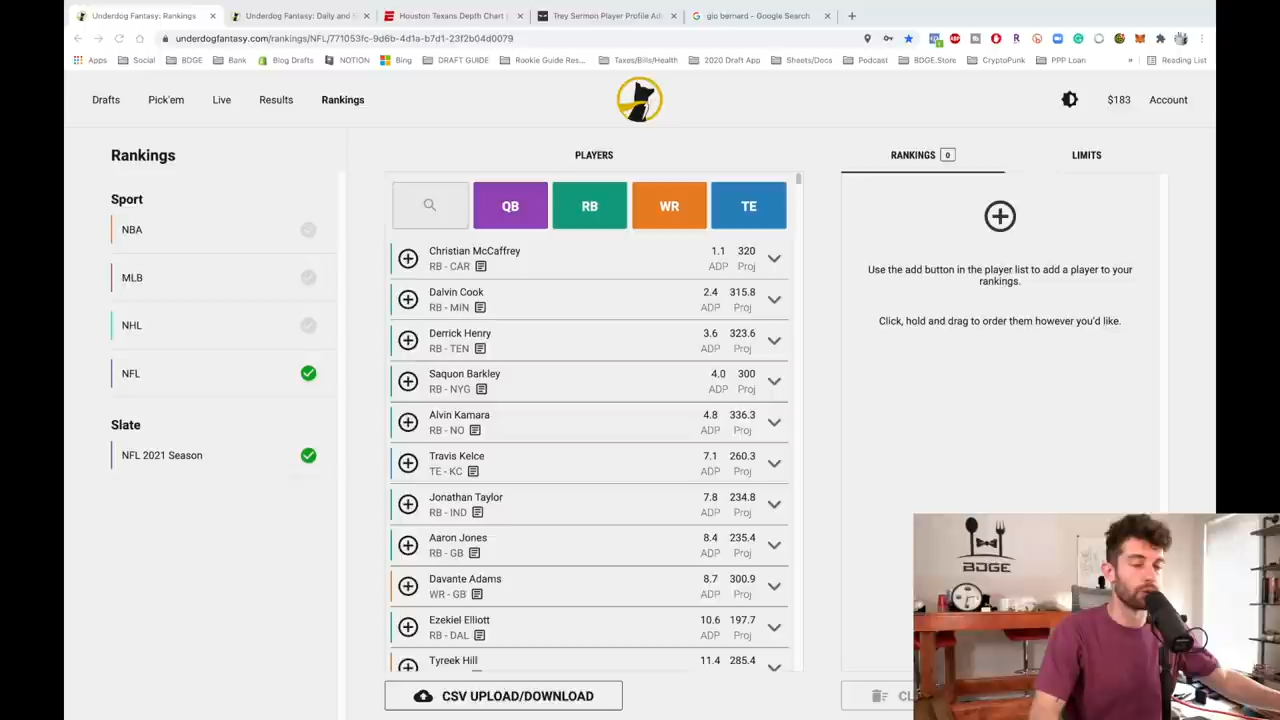 Underdog Fantasy: Rankings
Underdog Fantasy: Daily and
Houston Texans Depth Chart
Trey Sermon Player Profile Ad
gio bernard - Google Search
underdogfantasy.com/rankings/NFL/771053fc-9d6b-4d1a-b7d1-23f2b04d0079
Apps
Social
BDGE
Bank
Blog Drafts
NOTION
Bing
DRAFT GUIDE
Rookie Guide Res...
Taxes/Bills/Health
2020 Draft App
Sheets/Docs
Podcast
BDGE.Store
CryptoPunk
PPP Loan
»
Reading List
Drafts
Pick'em
Live
Results
Rankings
$183
Account
Rankings
Sport
NBA
MLB
NHL
NFL
Slate
NFL 2021 Season
PLAYERS
QB
RB
WR
TE
Christian McCaffrey 1.1 320
RB - CAR ADP Proj
Dalvin Cook 2.4 315.8
RB - MIN ADP Proj
Derrick Henry 3.6 323.6
RB - TEN ADP Proj
Saquon Barkley 4.0 300
RB - NYG ADP Proj
Alvin Kamara 4.8 336.3
RB - NO ADP Proj
Travis Kelce 7.1 260.3
TE - KC ADP Proj
Jonathan Taylor 7.8 234.8
RB - IND ADP Proj
Aaron Jones 8.4 235.4
RB - GB ADP Proj
Davante Adams 8.7 300.9
WR - GB ADP Proj
Ezekiel Elliott 10.6 197.7
RB - DAL ADP Proj
Tyreek Hill 11.4 285.4
CSV UPLOAD/DOWNLOAD
RANKINGS 0
LIMITS
Use the add button in the player list to add a player to your
rankings.
Click, hold and drag to order them however you'd like.
CL
BDGE